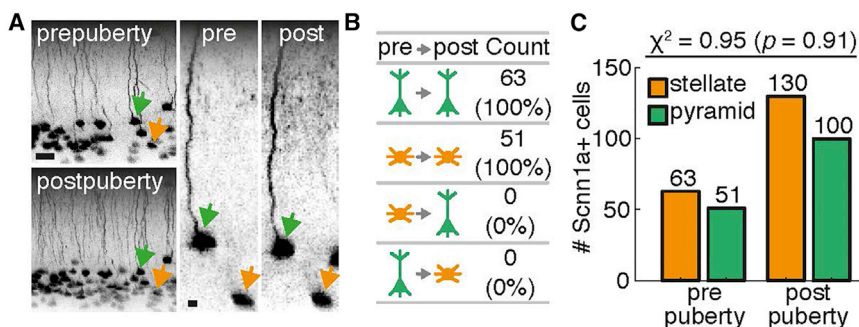 A
prepuberty
postpuberty
pre
post
B
pre post Count
63
(100%)
51
(100%)
0
(0%)
0
(0%)
C
χ² = 0.95 (p = 0.91)
# Scnn1a+ cells
150
100
50
0
stellate
pyramid
63
51
130
100
pre
puberty
post
puberty